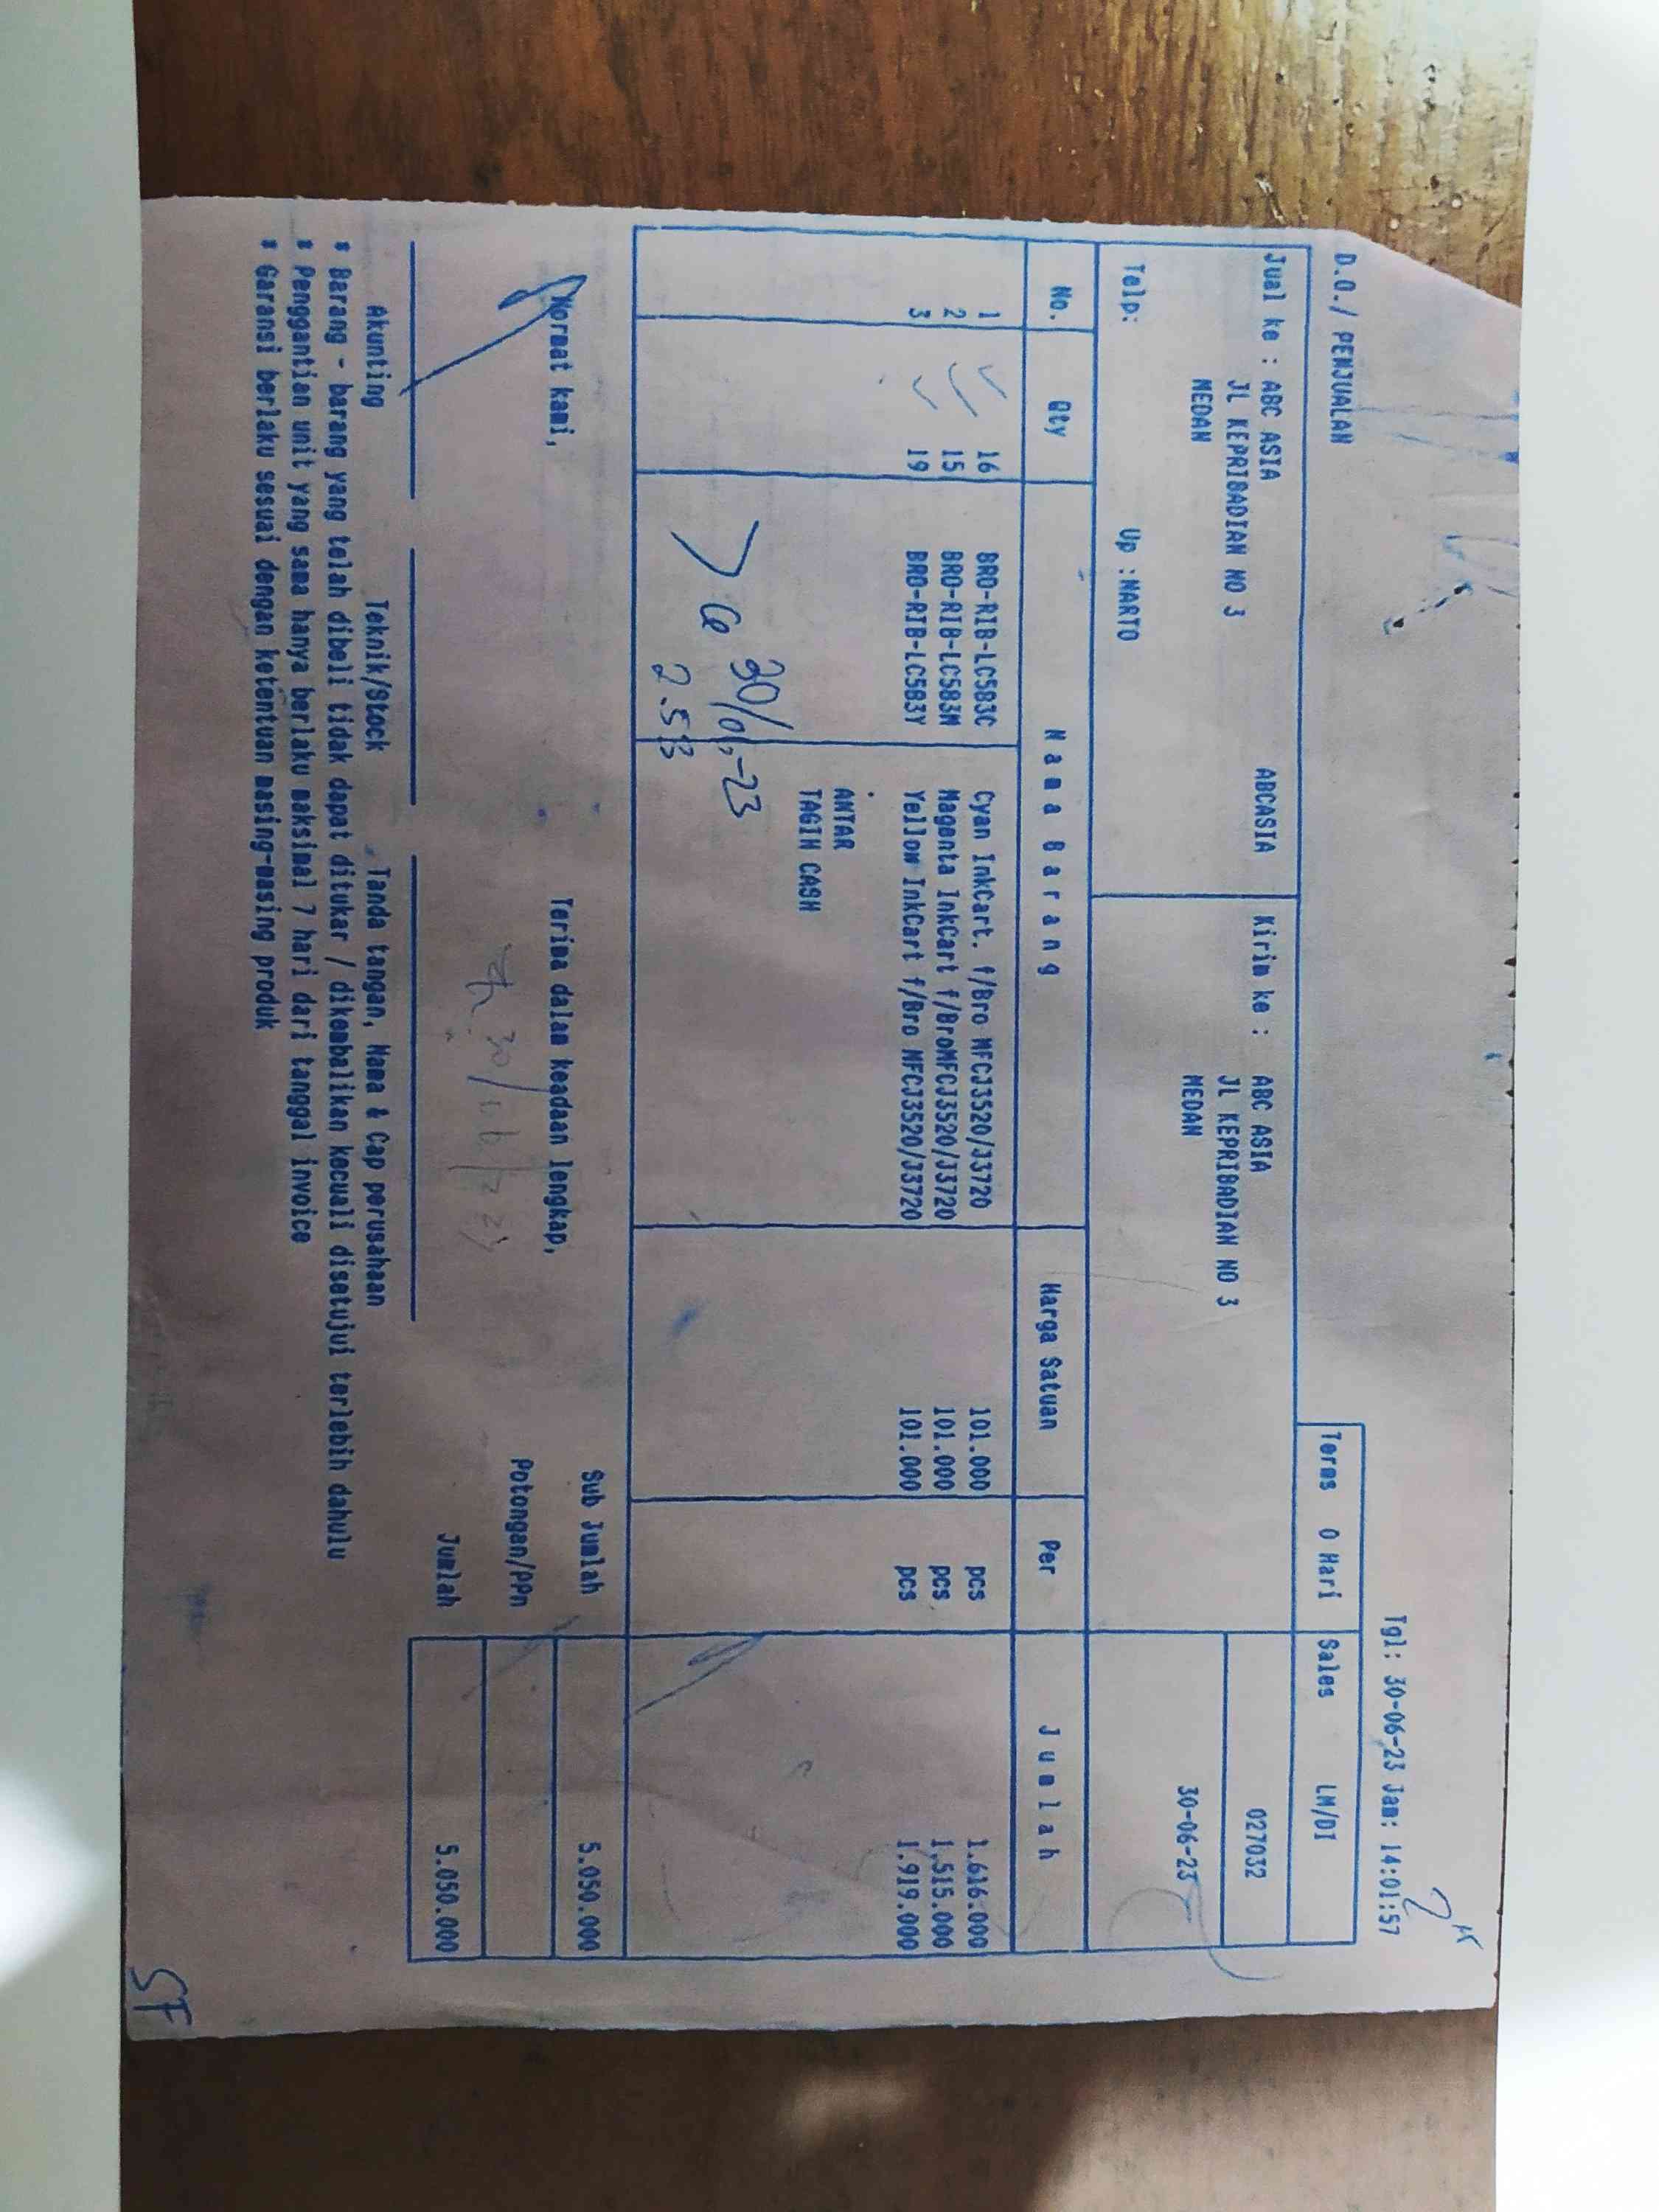 D.O./ PENJUALAN
Tgl: 30-06-23 Jam: 14:01:57
Terms 0 Hari Sales LM/DI
Jual ke : ABC ASIA ABCASIA
JL KEPRIBADIAN NO 3
MEDAN
Telp: Up :NARTO
Kirim ke : ABC ASIA
JL KEPRIBADIAN NO 3
MEDAN
027032
30-06-23
No. Qty Nama Barang Harga Satuan Per Jumlah
1 16 BRO-RIB-LC583C Cyan InkCart. f/Bro MFCJ3520/J3720 101.000 pcs 1.616.000
2 15 BRO-RIB-LC583M Magenta InkCart f/BroMFCJ3520/J3720 101.000 pcs 1.515.000
3 19 BRO-RIB-LC583Y Yellow InkCart f/Bro MFCJ3520/J3720 101.000 pcs 1.919.000
ANTAR
TAGIH CASH
Hormat kami,
Terima dalam keadaan lengkap,
30/06/23
Sub Jumlah 5.050.000
Potongan/PPn
Jumlah 5.050.000
Akunting Teknik/Stock Tanda tangan, Nama & Cap perusahaan
* Barang - barang yang telah dibeli tidak dapat ditukar / dikembalikan kecuali disetujui terlebih dahulu
* Penggantian unit yang sama hanya berlaku maksimal 7 hari dari tanggal invoice
* Garansi berlaku sesuai dengan ketentuan masing-masing produk
SF